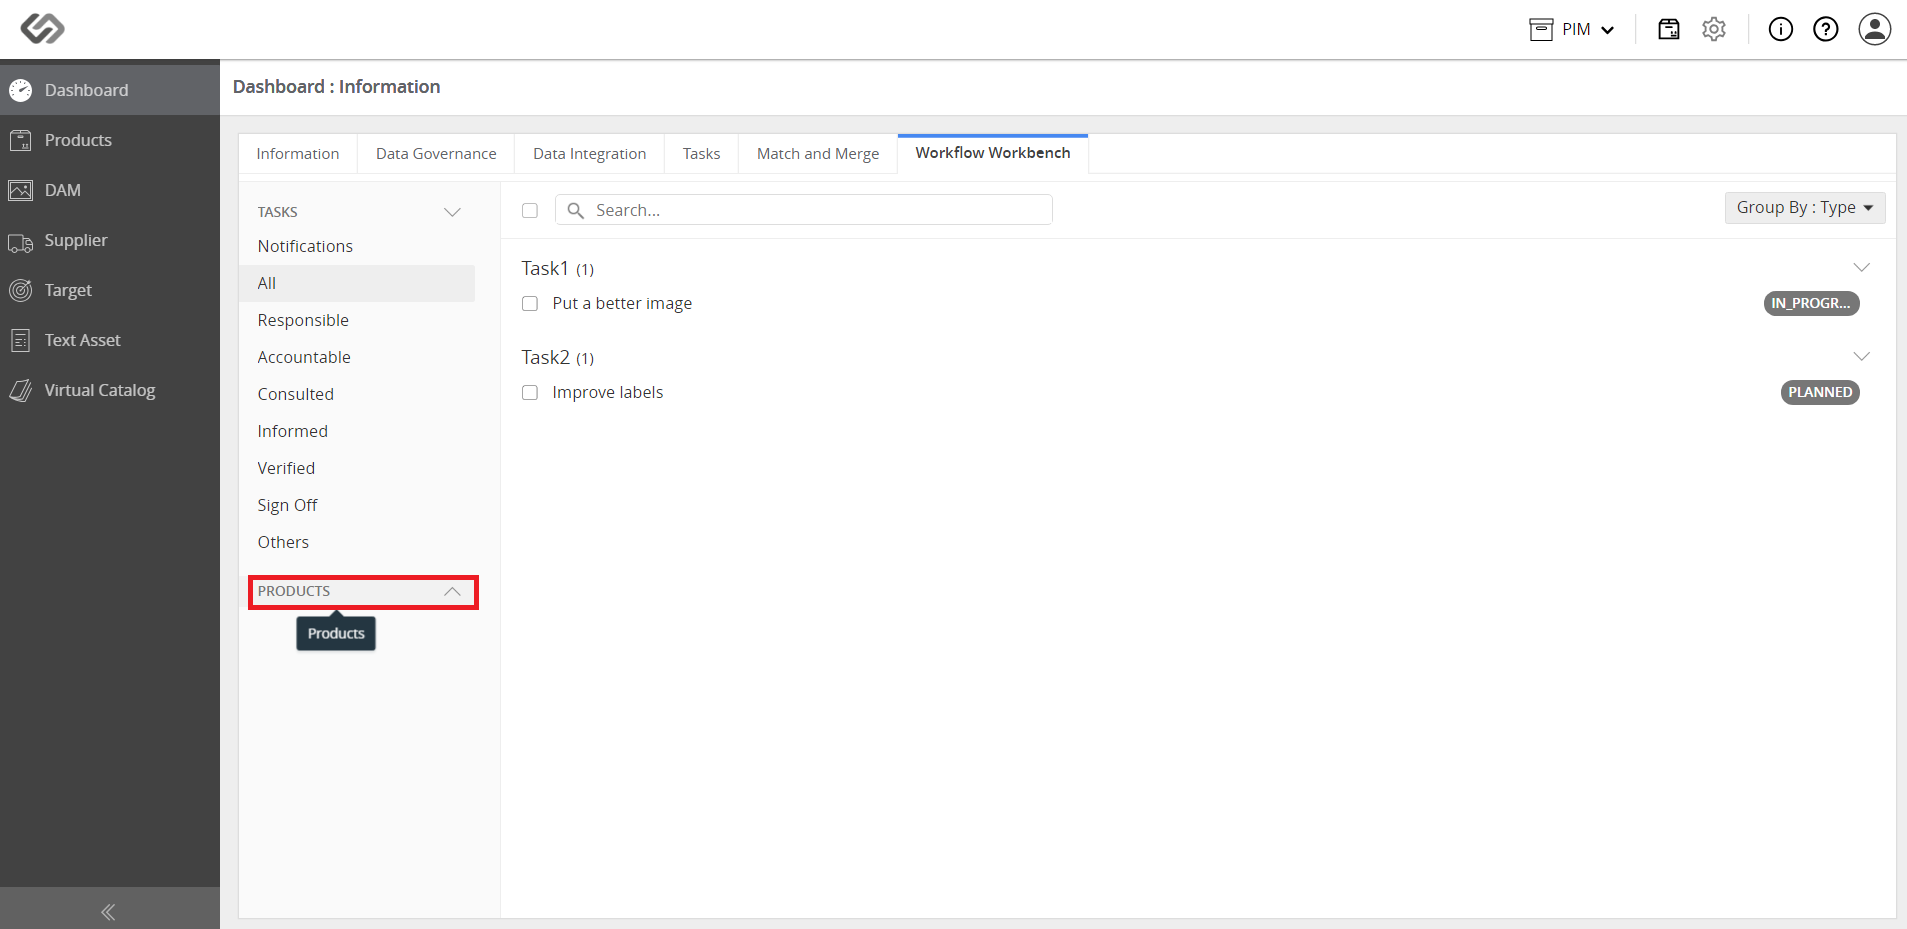 PIM
Dashboard
Products
DAM
Supplier
Target
Text Asset
Virtual Catalog
Dashboard : Information
Information
Data Governance
Data Integration
Tasks
Match and Merge
Workflow Workbench
TASKS
Notifications
All
Responsible
Accountable
Consulted
Informed
Verified
Sign Off
Others
PRODUCTS
Products
Search...
Group By : Type
Task1 (1)
Put a better image
IN_PROGR...
Task2 (1)
Improve labels
PLANNED